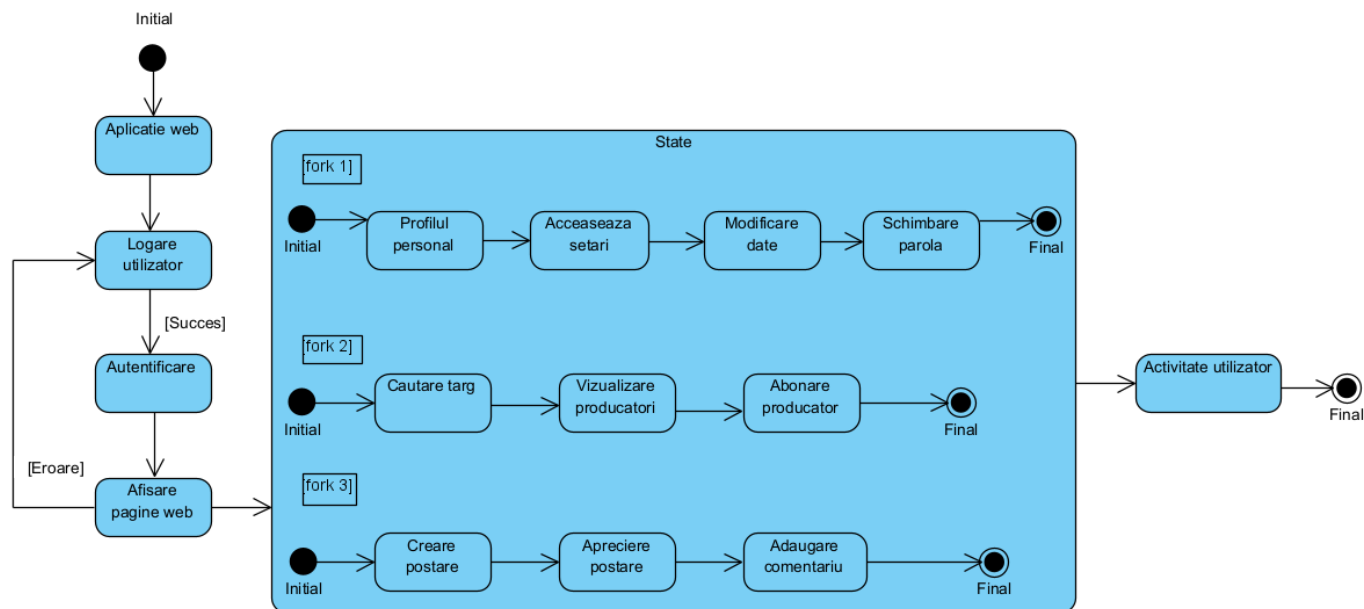 Initial
Aplicatie web
Logare
utilizator
[Succes]
Autentificare
[Eroare]
Afisare
pagine web
State
[fork 1]
Initial
Profilul
personal
Acceaseaza
setari
Modificare
date
Schimbare
parola
Final
[fork 2]
Initial
Cautare targ
Vizualizare
producatori
Abonare
producator
Final
[fork 3]
Initial
Creare
postare
Apreciere
postare
Adaugare
comentariu
Final
Activitate utilizator
Final